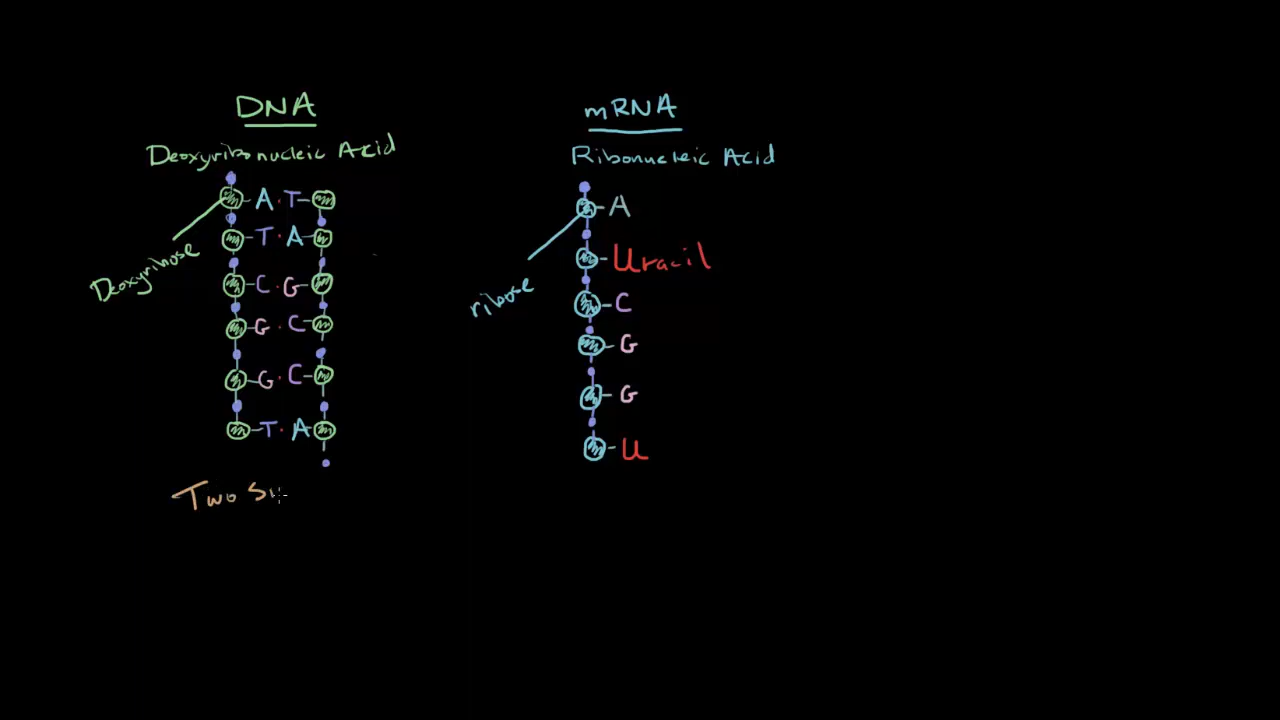 DNA
Deoxyribonucleic Acid
A · T
T · A
C · G
G · C
G · C
T · A
Deoxyribose
Two
mRNA
Ribonucleic Acid
A
Uracil
C
G
G
U
ribose